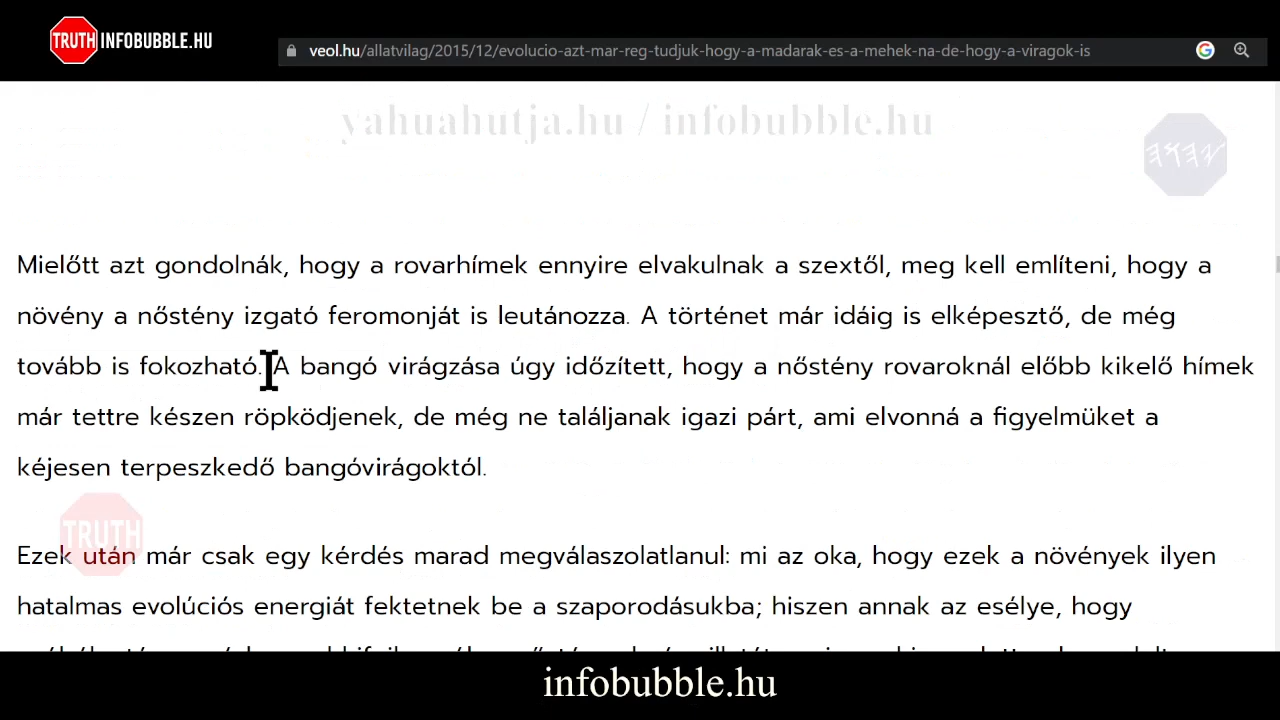 TRUTH INFOBUBBLE.HU
veol.hu/allatvilag/2015/12/evolucio-azt-mar-reg-tudjuk-hogy-a-madarak-es-a-mehek-na-de-hogy-a-viragok-is
yahuahutja.hu / infobubble.hu
Mielőtt azt gondolnák, hogy a rovarhímek ennyire elvakulnak a szextől, meg kell említeni, hogy a
növény a nőstény izgató feromonját is leutánozza. A történet már idáig is elképesztő, de még
tovább is fokozható. A bangó virágzása úgy időzített, hogy a nőstény rovaroknál előbb kikelő hímek
már tettre készen röpködjenek, de még ne találjanak igazi párt, ami elvonná a figyelmüket a
kéjesen terpeszkedő bangóvirágoktól.
TRUTH
Ezek után már csak egy kérdés marad megválaszolatlanul: mi az oka, hogy ezek a növények ilyen
hatalmas evolúciós energiát fektetnek be a szaporodásukba; hiszen annak az esélye, hogy
infobubble.hu